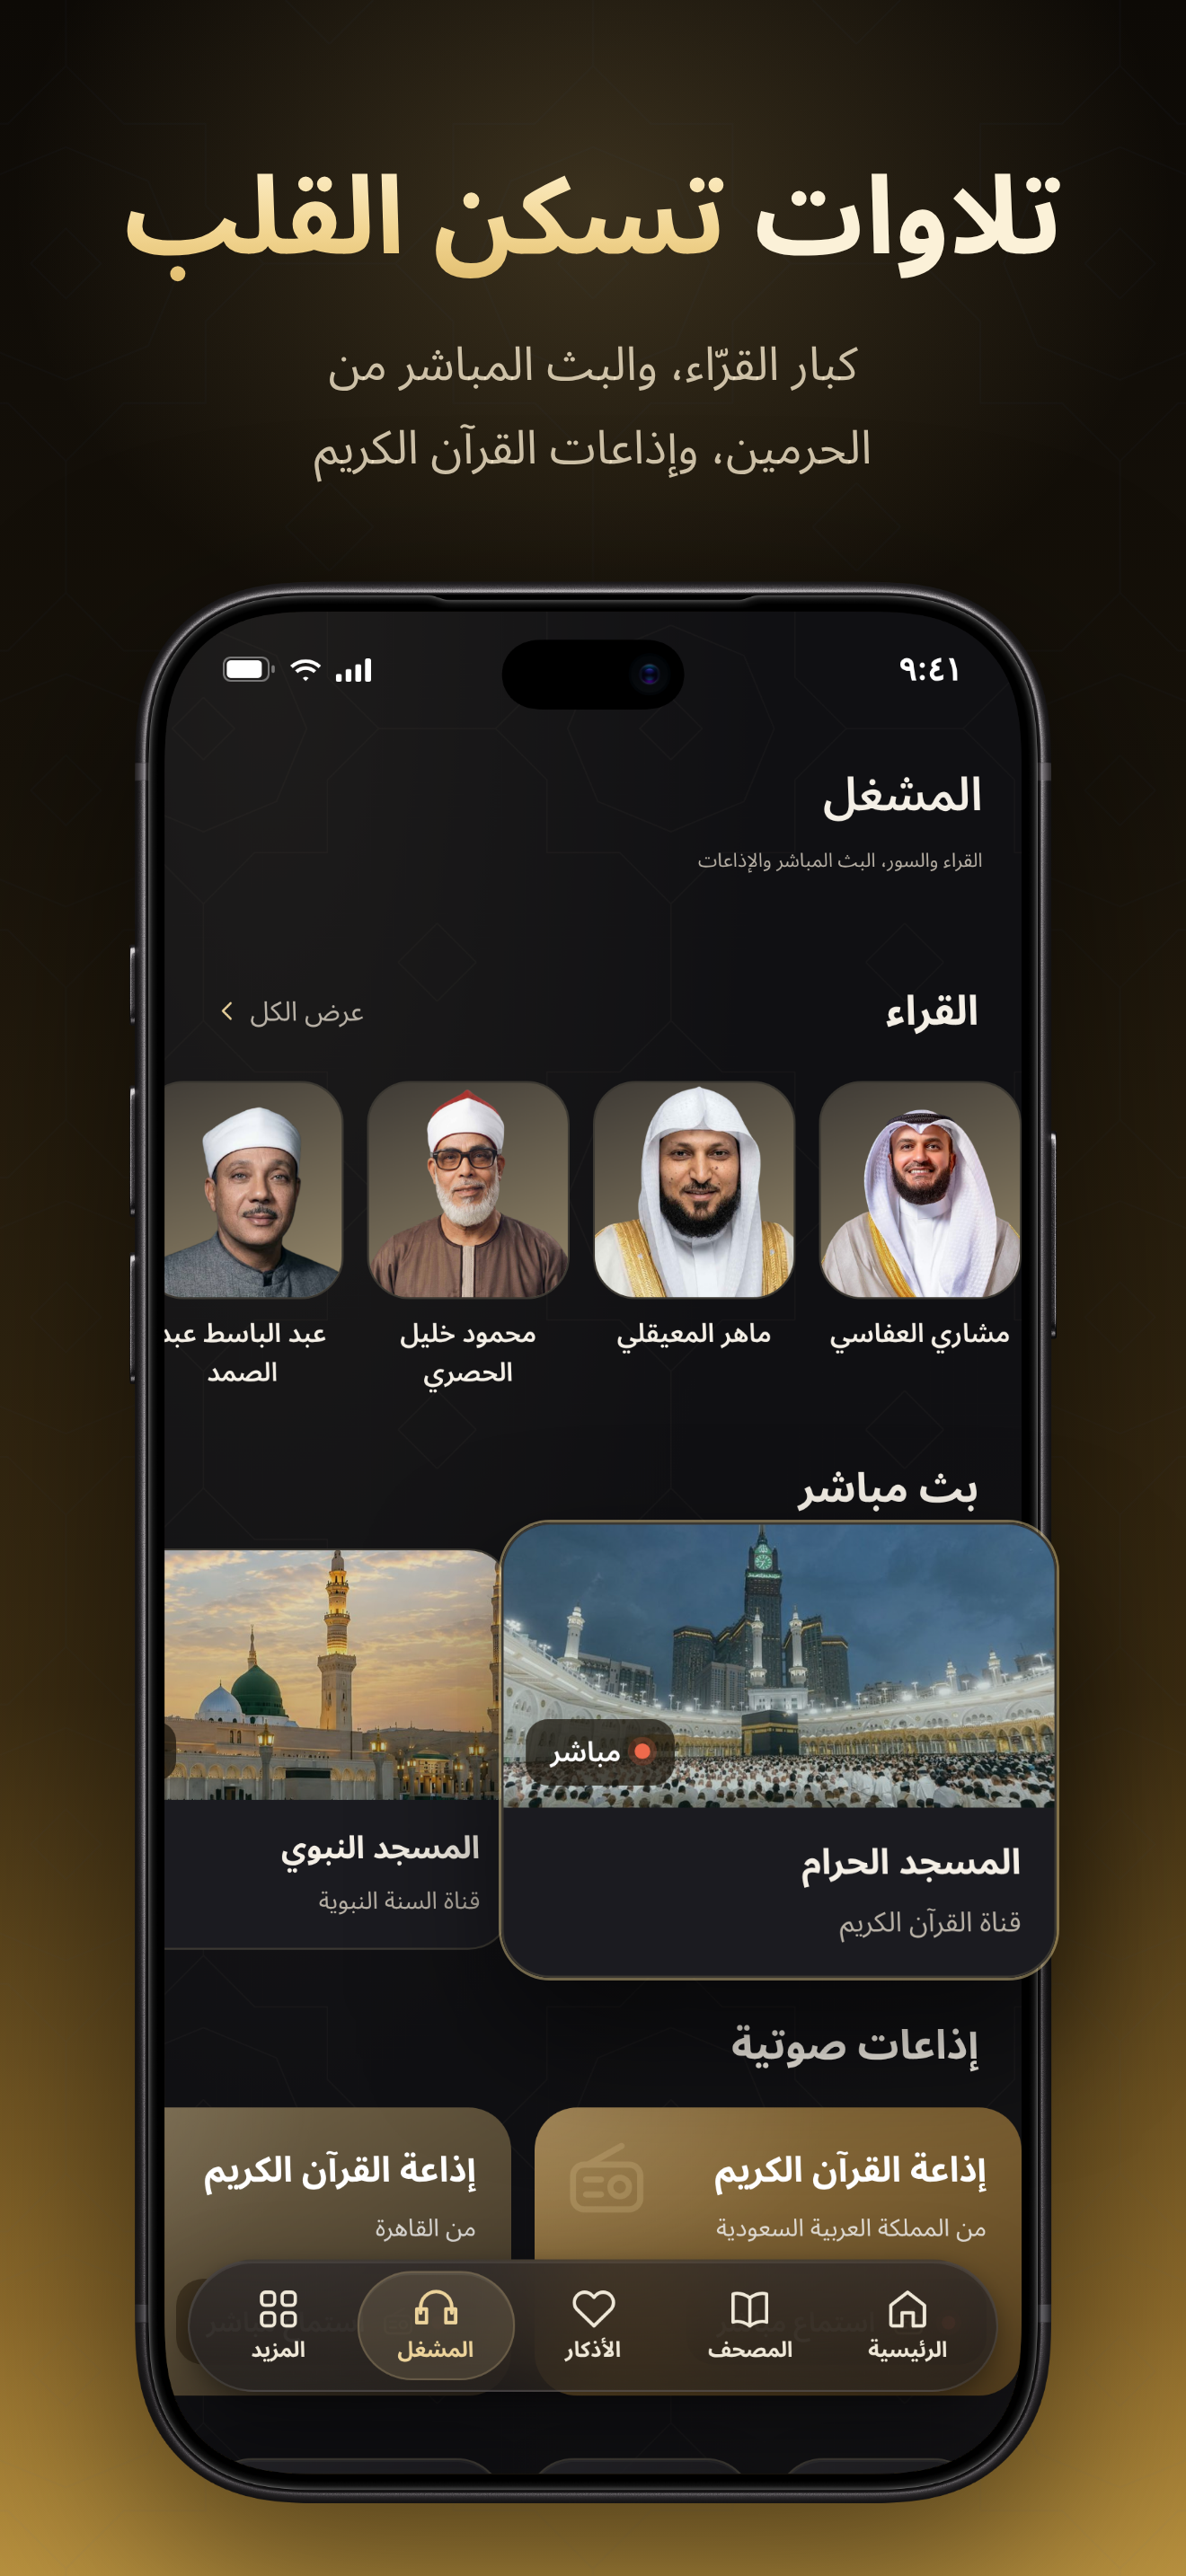 تلاوات تسكن القلب
كبار القرّاء، والبث المباشر من
الحرمين، وإذاعات القرآن الكريم
٩:٤١
المشغل
القراء والسور، البث المباشر والإذاعات
القراء
عرض الكل
مشاري العفاسي
ماهر المعيقلي
محمود خليل
الحصري
عبد الباسط عبد
الصمد
بث مباشر
مباشر
المسجد الحرام
قناة القرآن الكريم
المسجد النبوي
قناة السنة النبوية
إذاعات صوتية
إذاعة القرآن الكريم
من المملكة العربية السعودية
إذاعة القرآن الكريم
من القاهرة
الرئيسية
المصحف
الأذكار
المشغل
المزيد